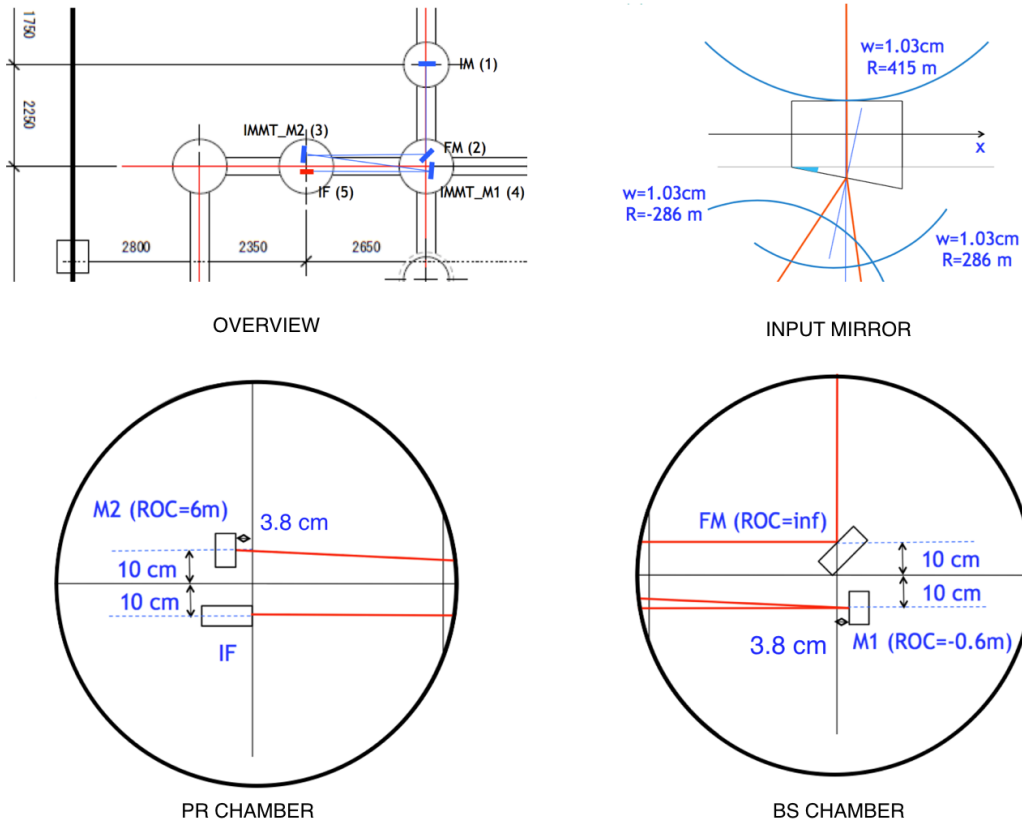 1750
2250
IM (1)
IMMT_M2 (3)
FM (2)
IF (5)
IMMT_M1 (4)
2800
2350
2650
OVERVIEW
w=1.03cm
R=415 m
x
w=1.03cm
R=-286 m
w=1.03cm
R=286 m
INPUT MIRROR
M2 (ROC=6m)
3.8 cm
10 cm
10 cm
IF
PR CHAMBER
FM (ROC=inf)
10 cm
10 cm
3.8 cm
M1 (ROC=-0.6m)
BS CHAMBER